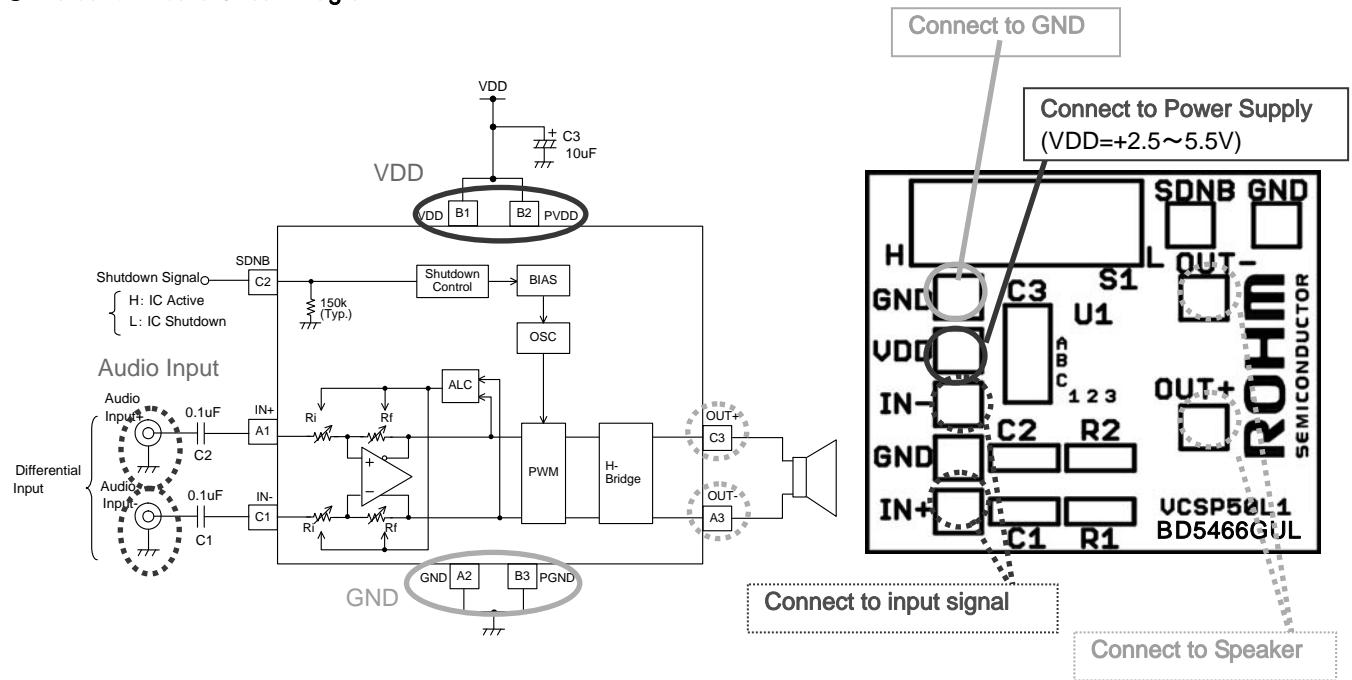 VDD
+
C3
10uF
VDD
VDD
B1
B2
PVDD
SDNB
Shutdown Signal
C2
H: IC Active
L: IC Shutdown
150k
(Typ.)
Shutdown
Control
BIAS
OSC
ALC
Audio Input
Audio
Input+
0.1uF
C2
IN+
A1
Ri
Rf
Differential
Input
Audio
Input-
0.1uF
C1
IN-
C1
Ri
Rf
+
−
PWM
H-
Bridge
OUT+
C3
OUT-
A3
GND
A2
B3
PGND
GND
Connect to GND
Connect to Power Supply
(VDD=+2.5～5.5V)
SDNB GND
H
L
S1
OUT-
GND
C3
U1
VDD
A
B
C
1 2 3
IN-
OUT+
C2
R2
GND
IN+
C1
R1
VCSP50L1
BD5466GUL
ROHM
SEMICONDUCTOR
Connect to input signal
Connect to Speaker